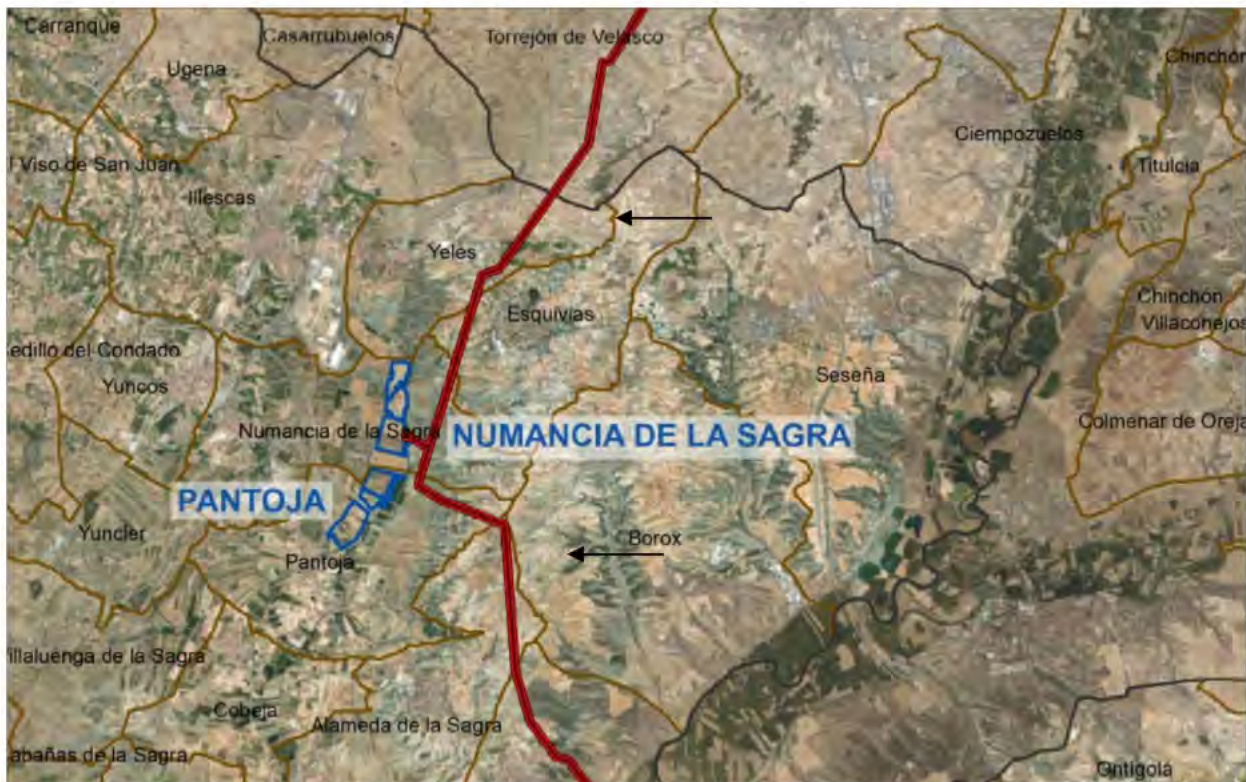 Carranque
Casarrubuelos
Torrejón de Velasco
Chinchón
Ugena
Ciempozuelos
l Viso de San Juan
Titulcia
Illescas
Yeles
Chinchón
Esquivias
Villaconejos
edillo del Condado
Seseña
Yuncos
Colmenar de Oreja
Numancia de la Sagra
NUMANCIA DE LA SAGRA
PANTOJA
Yuncler
Borox
Pantoja
illaluenga de la Sagra
Cobeja
Alameda de la Sagra
abañas de la Sagra
Ontígola